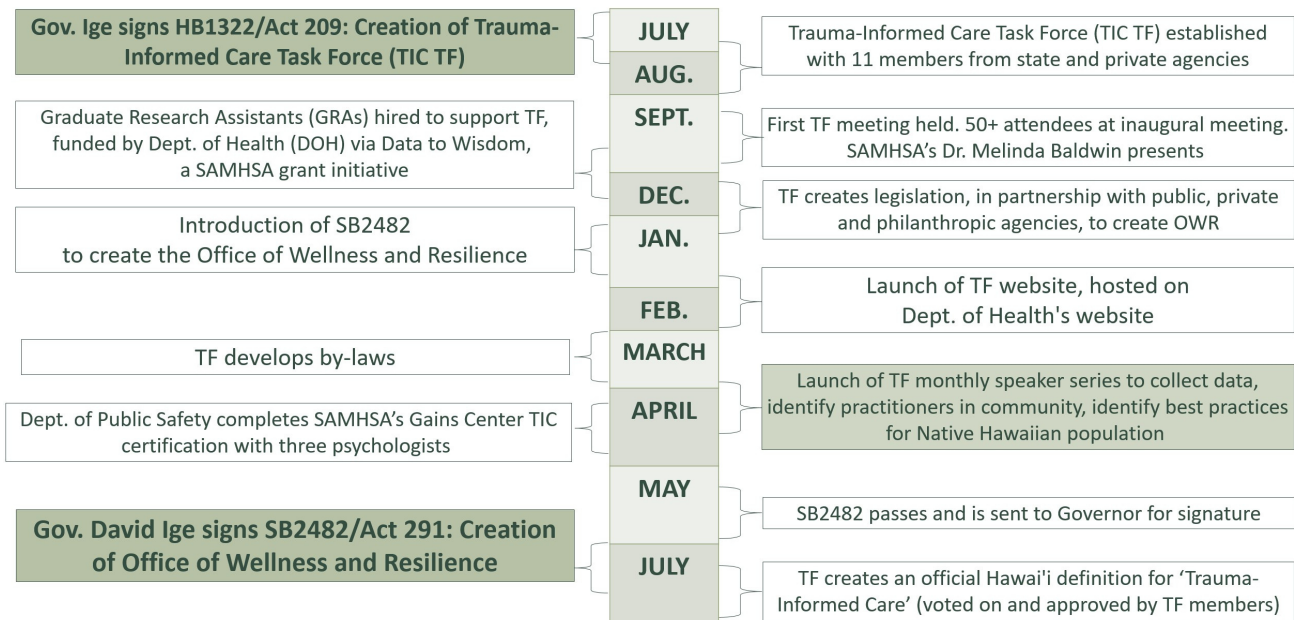 Gov. Ige signs HB1322/Act 209: Creation of Trauma-
Informed Care Task Force (TIC TF)
JULY
Trauma-Informed Care Task Force (TIC TF) established
with 11 members from state and private agencies
AUG.
Graduate Research Assistants (GRAs) hired to support TF,
funded by Dept. of Health (DOH) via Data to Wisdom,
a SAMHSA grant initiative
SEPT.
First TF meeting held. 50+ attendees at inaugural meeting.
SAMHSA’s Dr. Melinda Baldwin presents
DEC.
TF creates legislation, in partnership with public, private
and philanthropic agencies, to create OWR
Introduction of SB2482
to create the Office of Wellness and Resilience
JAN.
Launch of TF website, hosted on
Dept. of Health's website
FEB.
TF develops by-laws
MARCH
Launch of TF monthly speaker series to collect data,
identify practitioners in community, identify best practices
for Native Hawaiian population
APRIL
Dept. of Public Safety completes SAMHSA’s Gains Center TIC
certification with three psychologists
MAY
SB2482 passes and is sent to Governor for signature
Gov. David Ige signs SB2482/Act 291: Creation
of Office of Wellness and Resilience
JULY
TF creates an official Hawai'i definition for ‘Trauma-
Informed Care’ (voted on and approved by TF members)